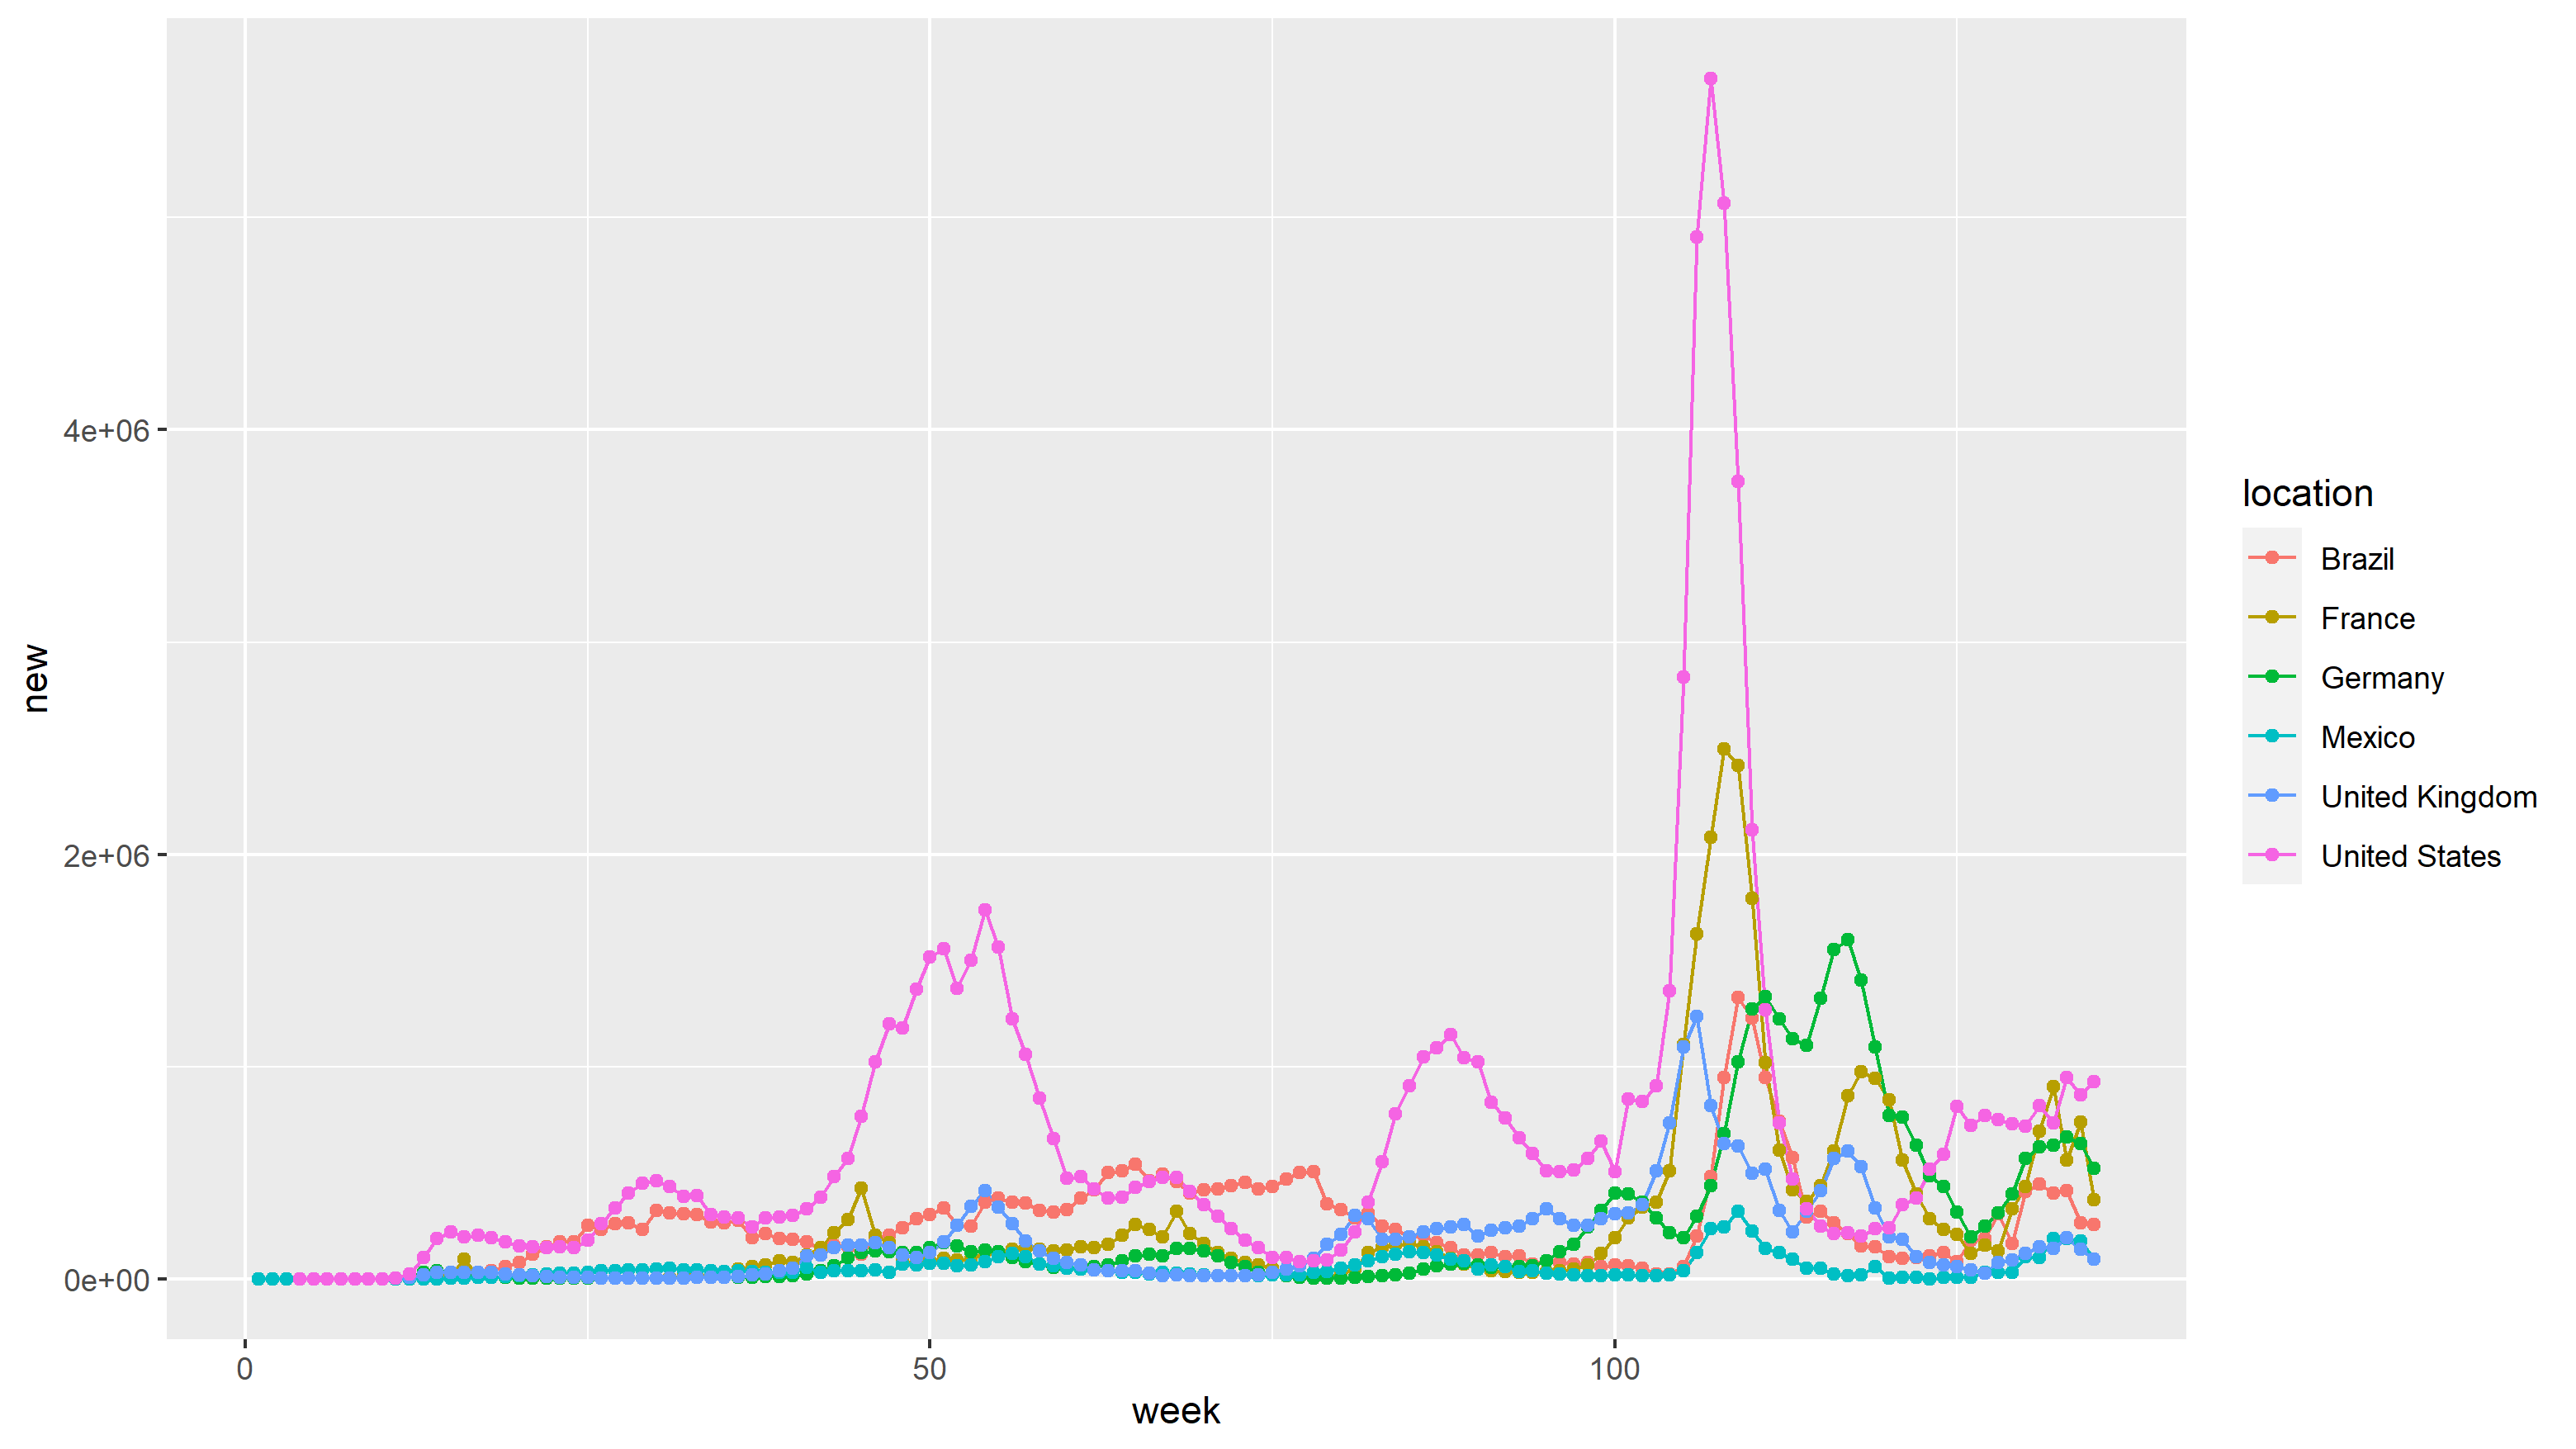 new
4e+06
2e+06
0e+00
0
50
100
week
location
Brazil
France
Germany
Mexico
United Kingdom
United States